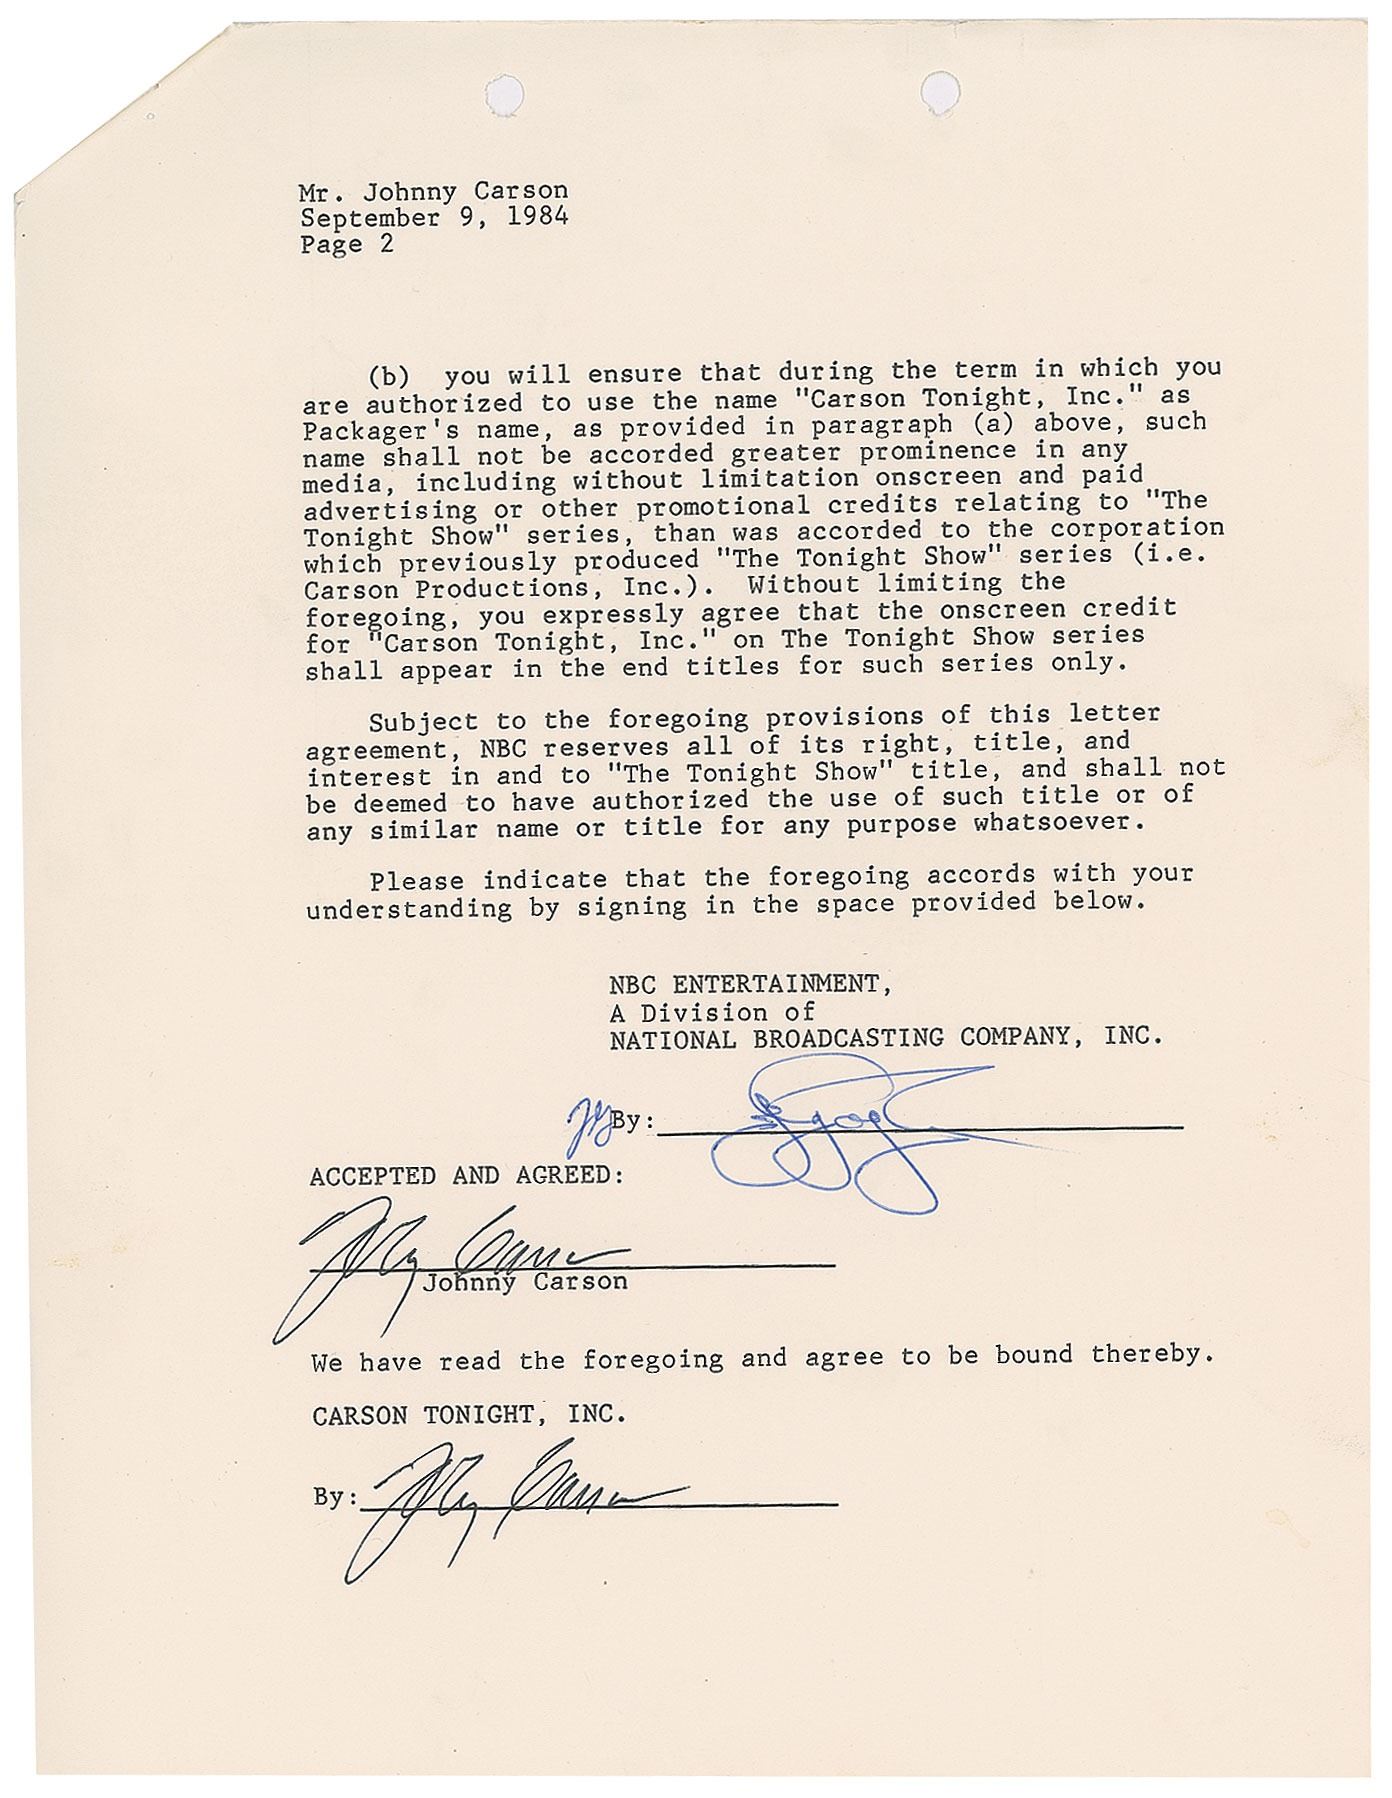 Mr. Johnny Carson
September 9, 1984
Page 2
(b) you will ensure that during the term in which you
are authorized to use the name "Carson Tonight, Inc." as
Packager's name, as provided in paragraph (a) above, such
name shall not be accorded greater prominence in any
media, including without limitation onscreen and paid
advertising or other promotional credits relating to "The
Tonight Show" series, than was accorded to the corporation
which previously produced "The Tonight Show" series (i.e.
Carson Productions, Inc.). Without limiting the
foregoing, you expressly agree that the onscreen credit
for "Carson Tonight, Inc." on The Tonight Show series
shall appear in the end titles for such series only.
Subject to the foregoing provisions of this letter
agreement, NBC reserves all of its right, title, and
interest in and to "The Tonight Show" title, and shall not
be deemed to have authorized the use of such title or of
any similar name or title for any purpose whatsoever.
Please indicate that the foregoing accords with your
understanding by signing in the space provided below.
NBC ENTERTAINMENT,
A Division of
NATIONAL BROADCASTING COMPANY, INC.
By:
ACCEPTED AND AGREED:
Johnny Carson
Johnny Carson
We have read the foregoing and agree to be bound thereby.
CARSON TONIGHT, INC.
By: Johnny Carson